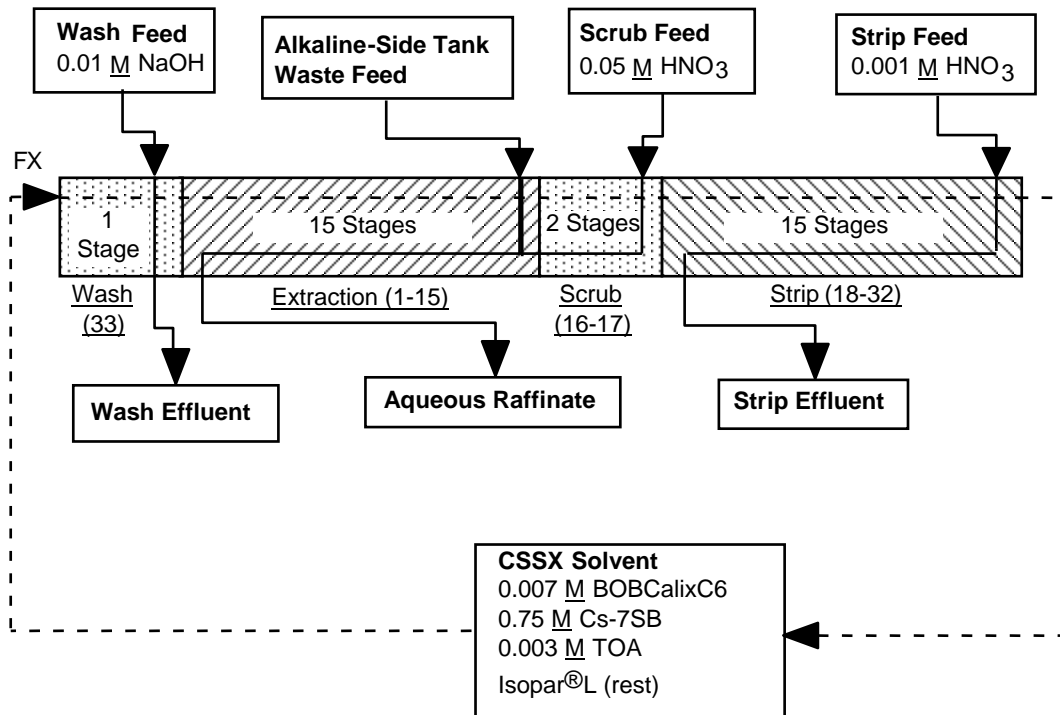 Wash Feed
0.01 M NaOH
Alkaline-Side Tank
Waste Feed
Scrub Feed
0.05 M HNO3
Strip Feed
0.001 M HNO3
FX
1
Stage
15 Stages
2 Stages
15 Stages
Wash
(33)
Extraction (1-15)
Scrub
(16-17)
Strip (18-32)
Wash Effluent
Aqueous Raffinate
Strip Effluent
CSSX Solvent
0.007 M BOBCalixC6
0.75 M Cs-7SB
0.003 M TOA
Isopar®L (rest)